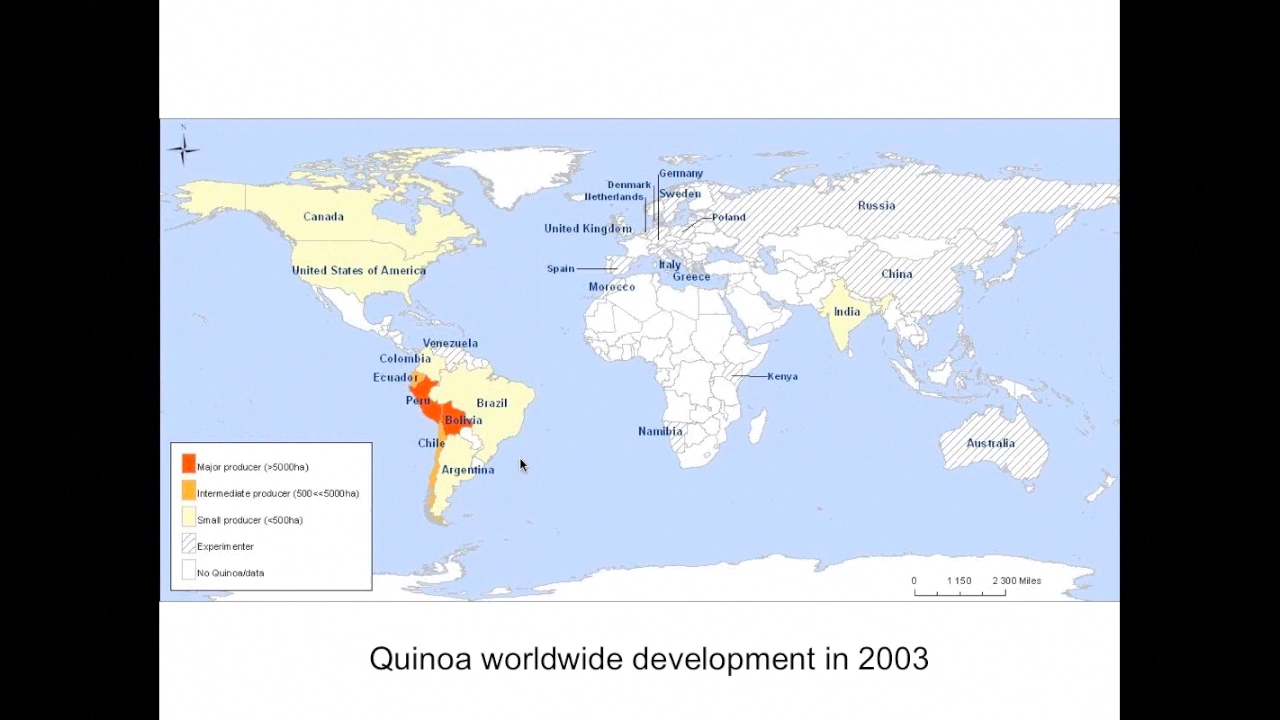 N
Germany
Denmark
Sweden
Netherlands
Canada
Russia
Poland
United Kingdom
Italy
Spain
United States of America
China
Greece
Morocco
India
Venezuela
Colombia
Ecuador
Kenya
Peru
Brazil
Bolivia
Namibia
Chile
Australia
Argentina
Major producer (>5000ha)
Intermediate producer (500<<5000ha)
Small producer (<500ha)
Experimenter
No Quinoa/data
0 1 150 2 300 Miles
Quinoa worldwide development in 2003